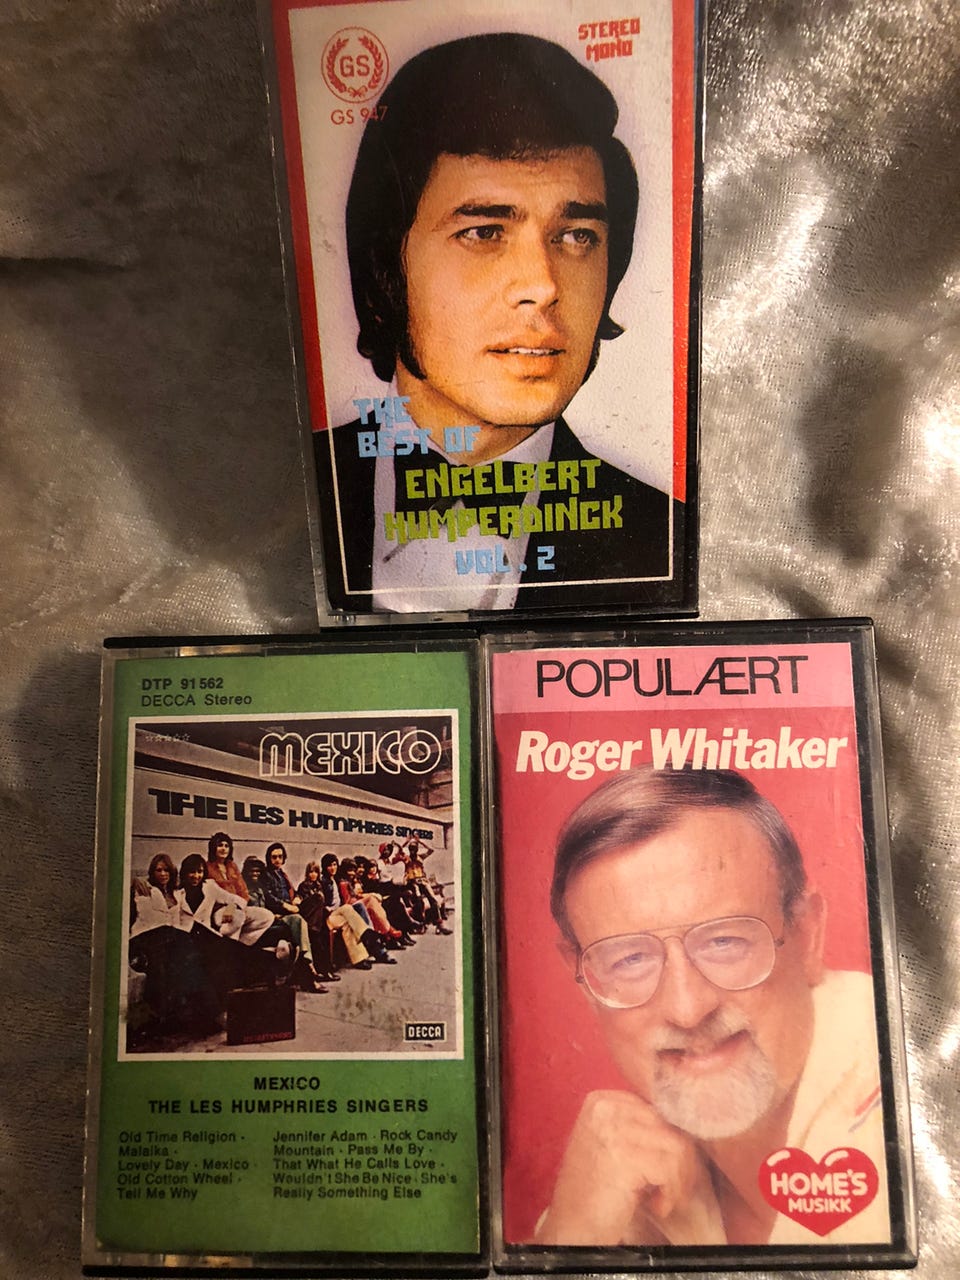 STEREO
MONO
GS
GS 947
THE
BEST OF
ENGELBERT
HUMPERDINCK
VOL. 2
DTP 91562
DECCA Stereo
MEXICO
THE LES HUMPHRIES SINGERS
DECCA
MEXICO
THE LES HUMPHRIES SINGERS
Old Time Religion ·
Malaika ·
Lovely Day · Mexico ·
Old Cotton Wheel ·
Tell Me Why
Jennifer Adam · Rock Candy
Mountain · Pass Me By ·
That What He Calls Love ·
Wouldn't She Be Nice · She's
Really Something Else
POPULÆRT
Roger Whitaker
HOME'S
MUSIKK